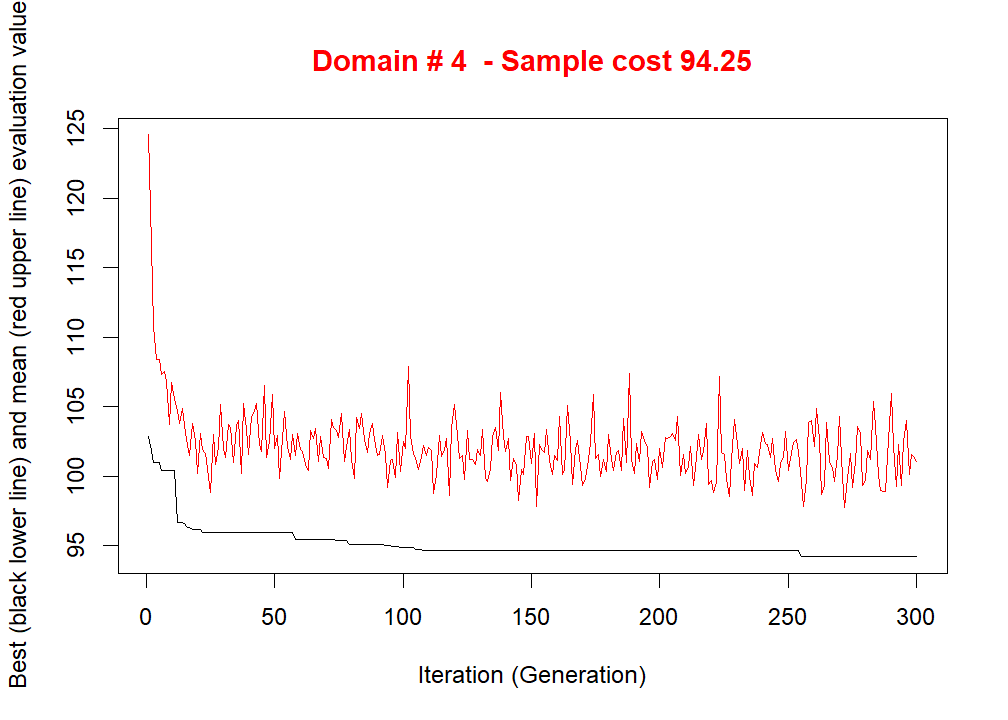 Domain # 4  - Sample cost 94.25
Best (black lower line) and mean (red upper line) evaluation value
125
120
115
110
105
100
95
0 50 100 150 200 250 300
Iteration (Generation)